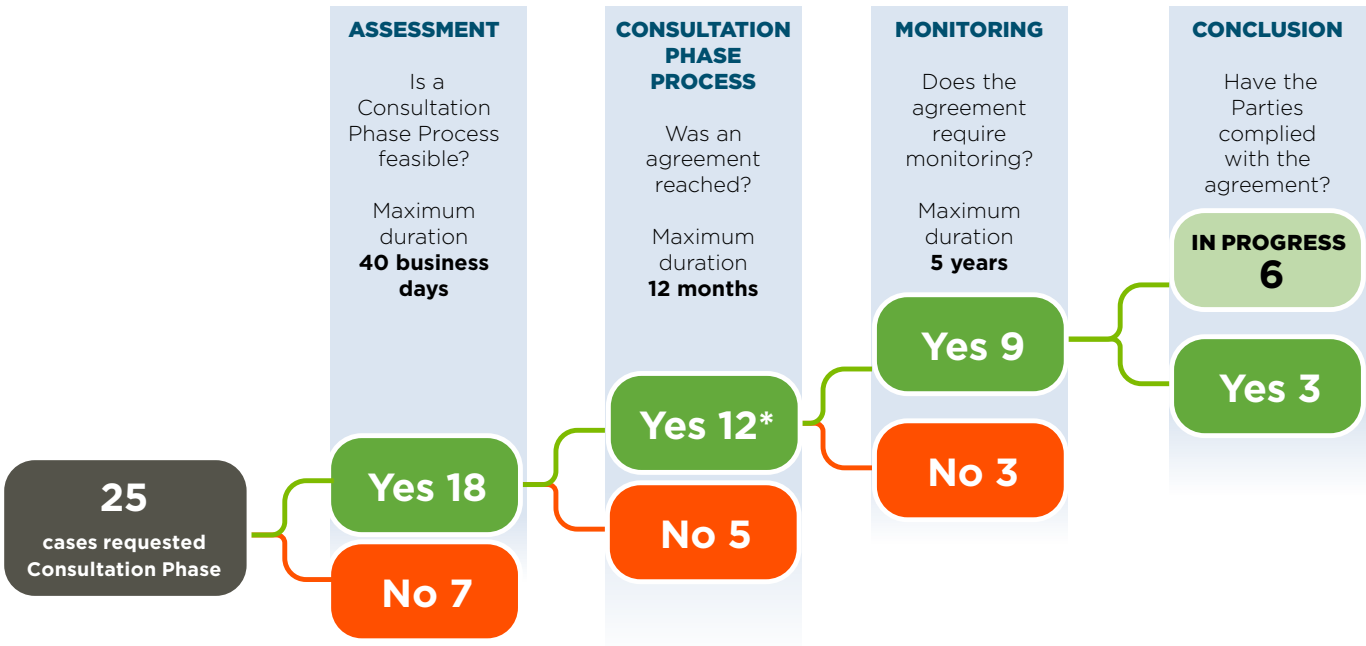 25
cases requested
Consultation Phase
ASSESSMENT
Is a
Consultation
Phase Process
feasible?
Maximum
duration
40 business
days
Yes 18
No 7
CONSULTATION
PHASE
PROCESS
Was an
agreement
reached?
Maximum
duration
12 months
Yes 12*
No 5
MONITORING
Does the
agreement
require
monitoring?
Maximum
duration
5 years
Yes 9
No 3
CONCLUSION
Have the
Parties
complied
with the
agreement?
IN PROGRESS
6
Yes 3